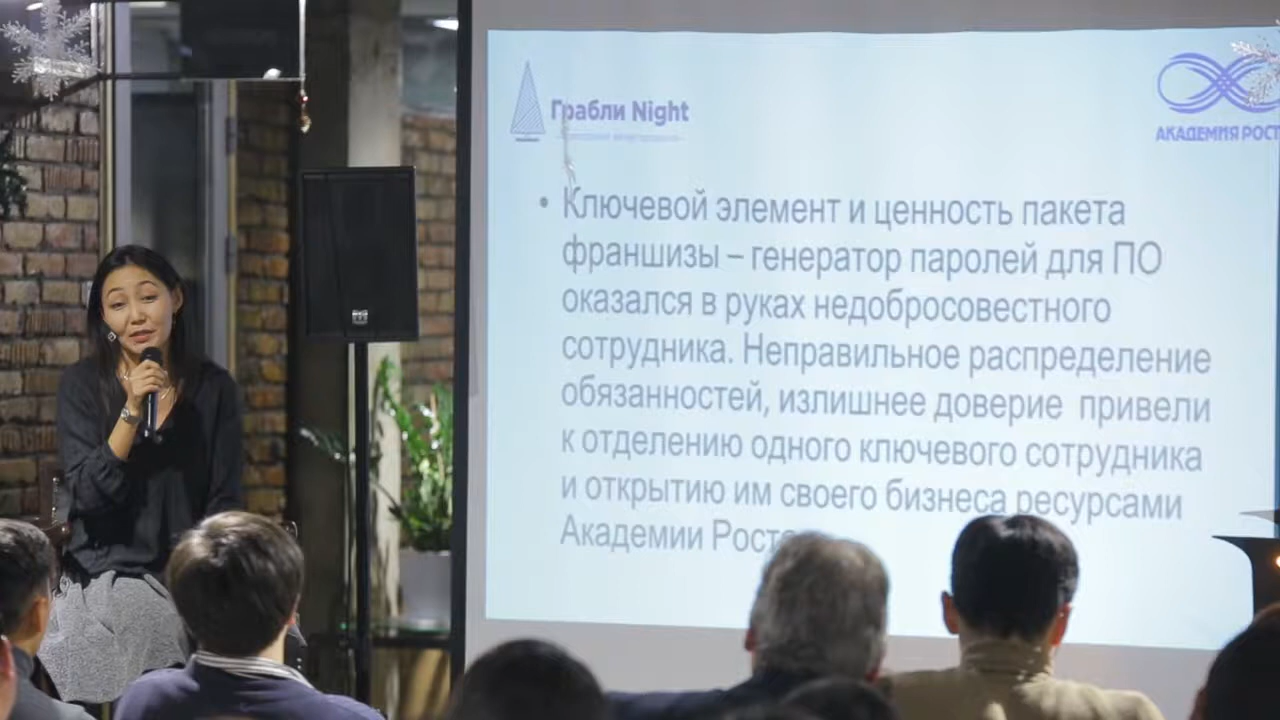 Грабли Night
АКАДЕМИЯ РОСТ
• Ключевой элемент и ценность пакета
франшизы – генератор паролей для ПО
оказался в руках недобросовестного
сотрудника. Неправильное распределение
обязанностей, излишнее доверие привели
к отделению одного ключевого сотрудника
и открытию им своего бизнеса ресурсами
Академии Рост